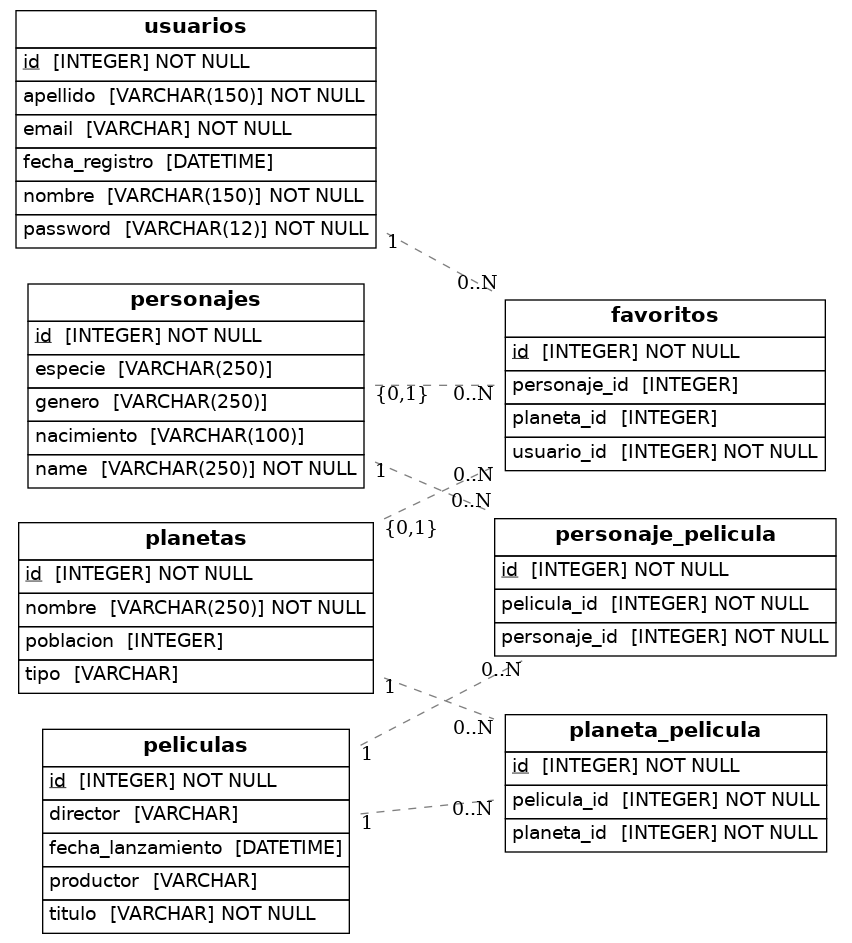 usuarios
id [INTEGER] NOT NULL
apellido [VARCHAR(150)] NOT NULL
email [VARCHAR] NOT NULL
fecha_registro [DATETIME]
nombre [VARCHAR(150)] NOT NULL
password [VARCHAR(12)] NOT NULL
1
0..N
personajes
id [INTEGER] NOT NULL
especie [VARCHAR(250)]
genero [VARCHAR(250)]
nacimiento [VARCHAR(100)]
name [VARCHAR(250)] NOT NULL
{0,1}
0..N
1
0..N
favoritos
id [INTEGER] NOT NULL
personaje_id [INTEGER]
planeta_id [INTEGER]
usuario_id [INTEGER] NOT NULL
0..N
{0,1}
planetas
id [INTEGER] NOT NULL
nombre [VARCHAR(250)] NOT NULL
poblacion [INTEGER]
tipo [VARCHAR]
personaje_pelicula
id [INTEGER] NOT NULL
pelicula_id [INTEGER] NOT NULL
personaje_id [INTEGER] NOT NULL
0..N
1
0..N
1
peliculas
id [INTEGER] NOT NULL
director [VARCHAR]
fecha_lanzamiento [DATETIME]
productor [VARCHAR]
titulo [VARCHAR] NOT NULL
1
0..N
planeta_pelicula
id [INTEGER] NOT NULL
pelicula_id [INTEGER] NOT NULL
planeta_id [INTEGER] NOT NULL